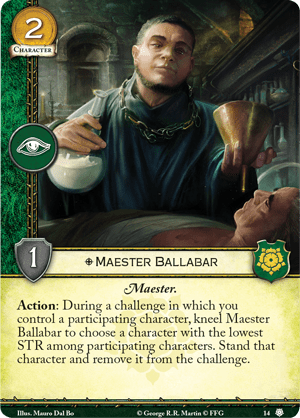 2
CHARACTER
1
MAESTER BALLABAR
Maester.
Action: During a challenge in which you
control a participating character, kneel Maester
Ballabar to choose a character with the lowest
STR among participating characters. Stand that
character and remove it from the challenge.
Illus. Mauro Dal Bo © George R.R. Martin © FFG 14